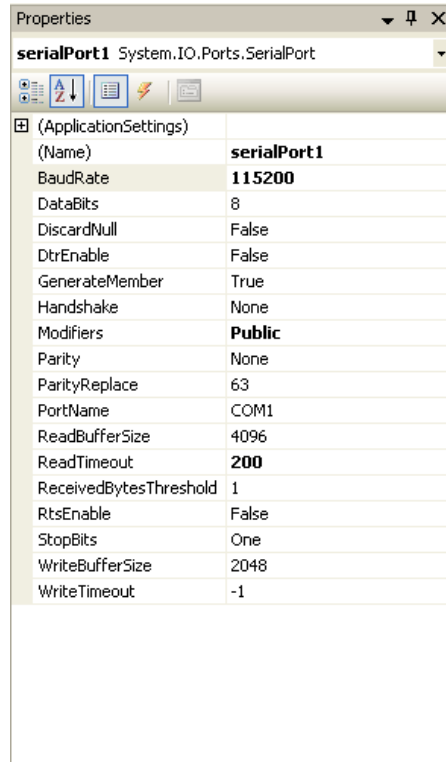 Properties
serialPort1 System.IO.Ports.SerialPort
(ApplicationSettings)
(Name) serialPort1
BaudRate 115200
DataBits 8
DiscardNull False
DtrEnable False
GenerateMember True
Handshake None
Modifiers Public
Parity None
ParityReplace 63
PortName COM1
ReadBufferSize 4096
ReadTimeout 200
ReceivedBytesThreshold 1
RtsEnable False
StopBits One
WriteBufferSize 2048
WriteTimeout -1